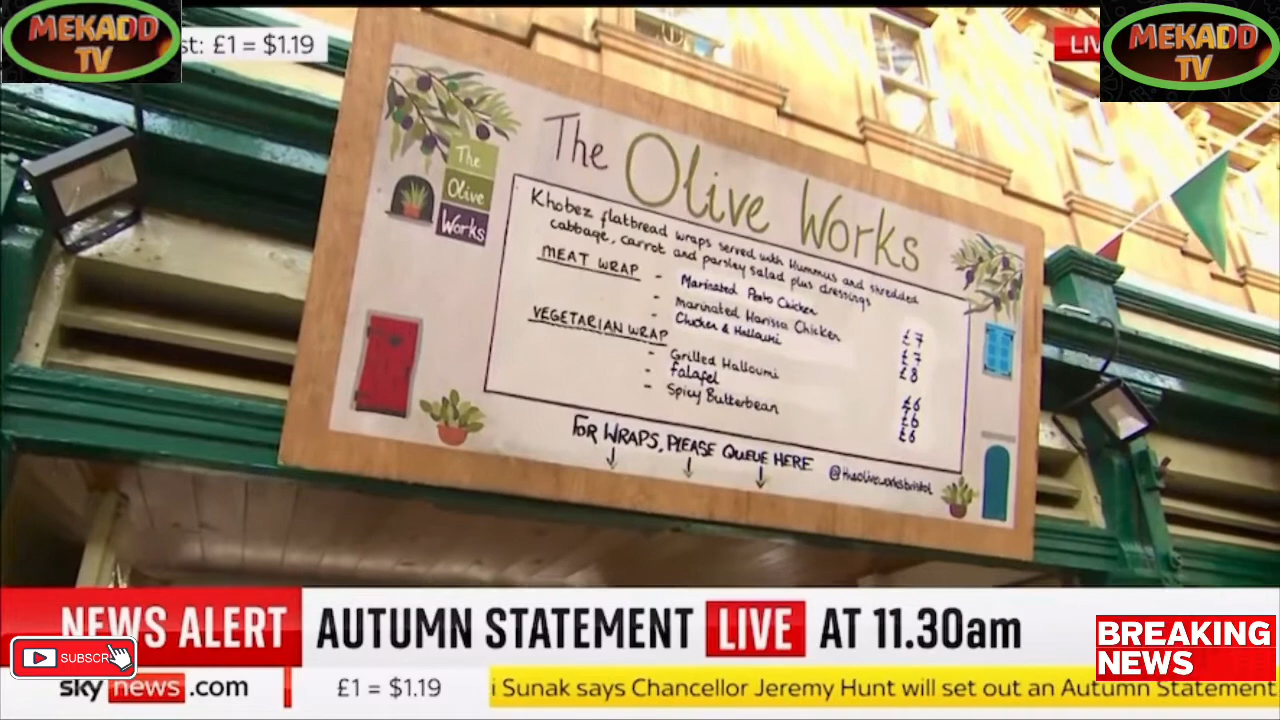 MEKADD
TV
st: £1 = $1.19
LIV
MEKADD
TV
The
Olive
Works
The Olive Works
Khobez flatbread wraps served with Hummus and shredded
cabbage, carrot and parsley salad plus dressings
MEAT WRAP - Marinated Pesto Chicken £7
- Marinated Harissa Chicken £7
Chicken & Halloumi £8
VEGETARIAN WRAP
- Grilled Halloumi £6
- Falafel £6
- Spicy Butterbean £6
FOR WRAPS, PLEASE QUEUE HERE
@theoliveworksbristol
NEWS ALERT AUTUMN STATEMENT LIVE AT 11.30am
SUBSCR
BREAKING
NEWS
sky news .com £1 = $1.19 i Sunak says Chancellor Jeremy Hunt will set out an Autumn Statement